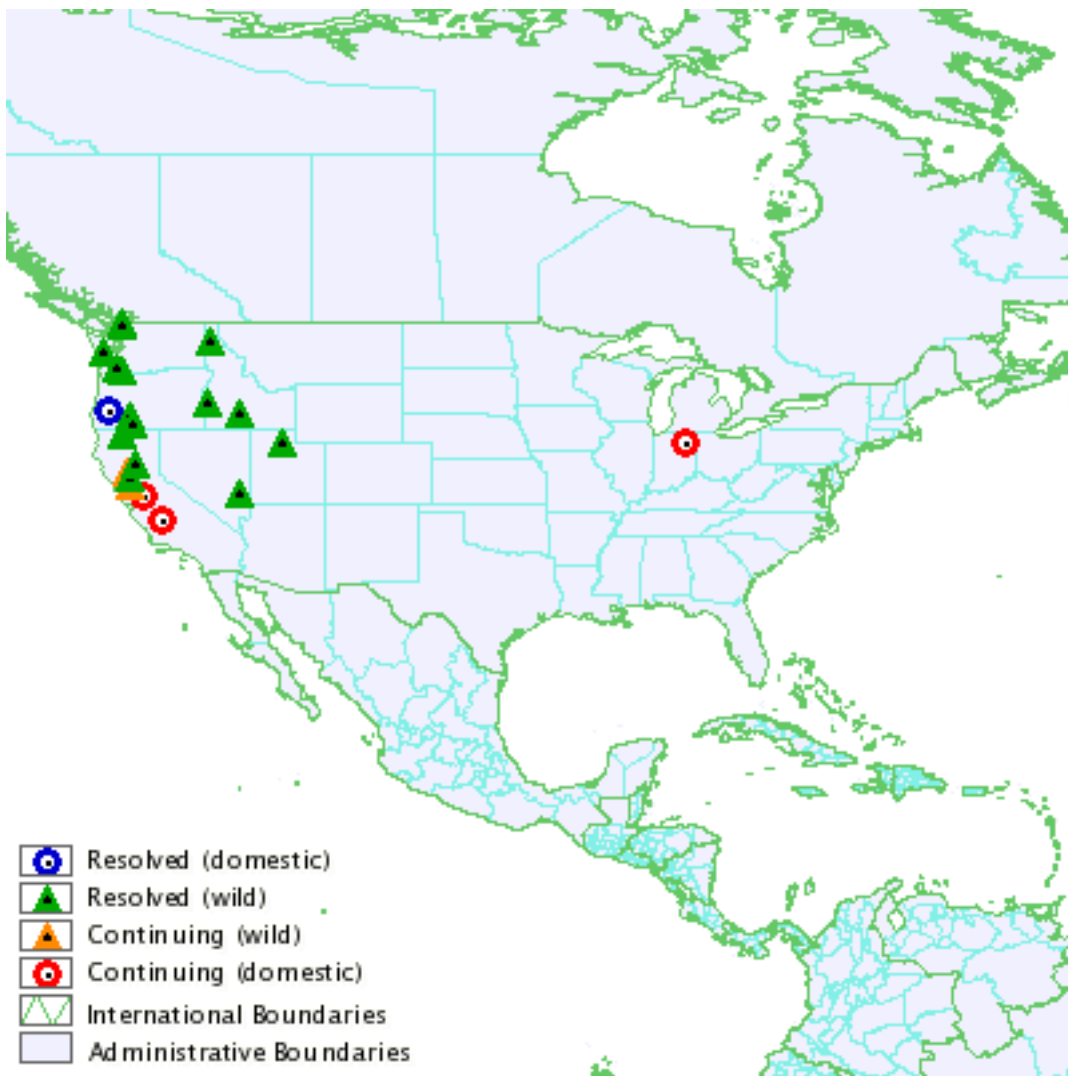 Resolved (domestic)
Resolved (wild)
Continuing (wild)
Continuing (domestic)
International Boundaries
Administrative Boundaries